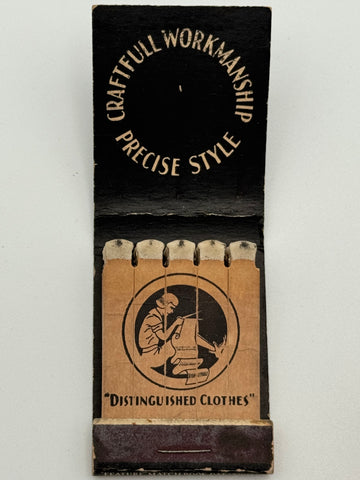 CRAFTFULL WORKMANSHIP
PRECISE STYLE
"DISTINGUISHED CLOTHES"